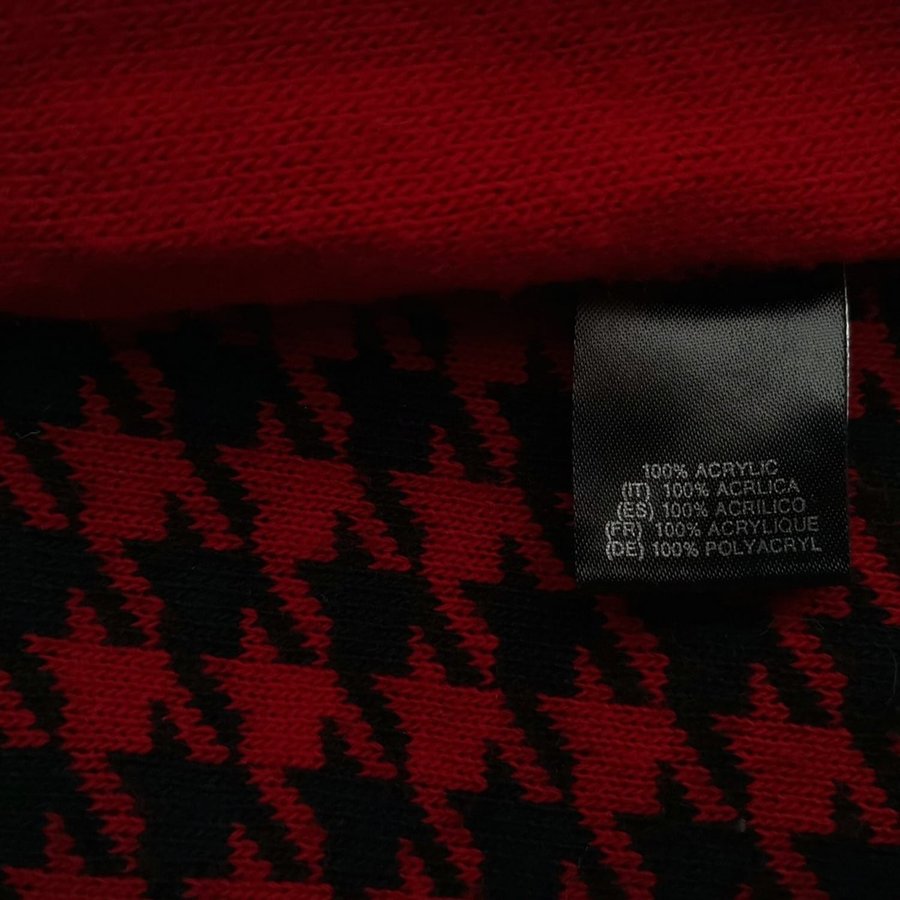 100% ACRYLIC
(IT) 100% ACRLICA
(ES) 100% ACRILICO
(FR) 100% ACRYLIQUE
(DE) 100% POLYACRYL